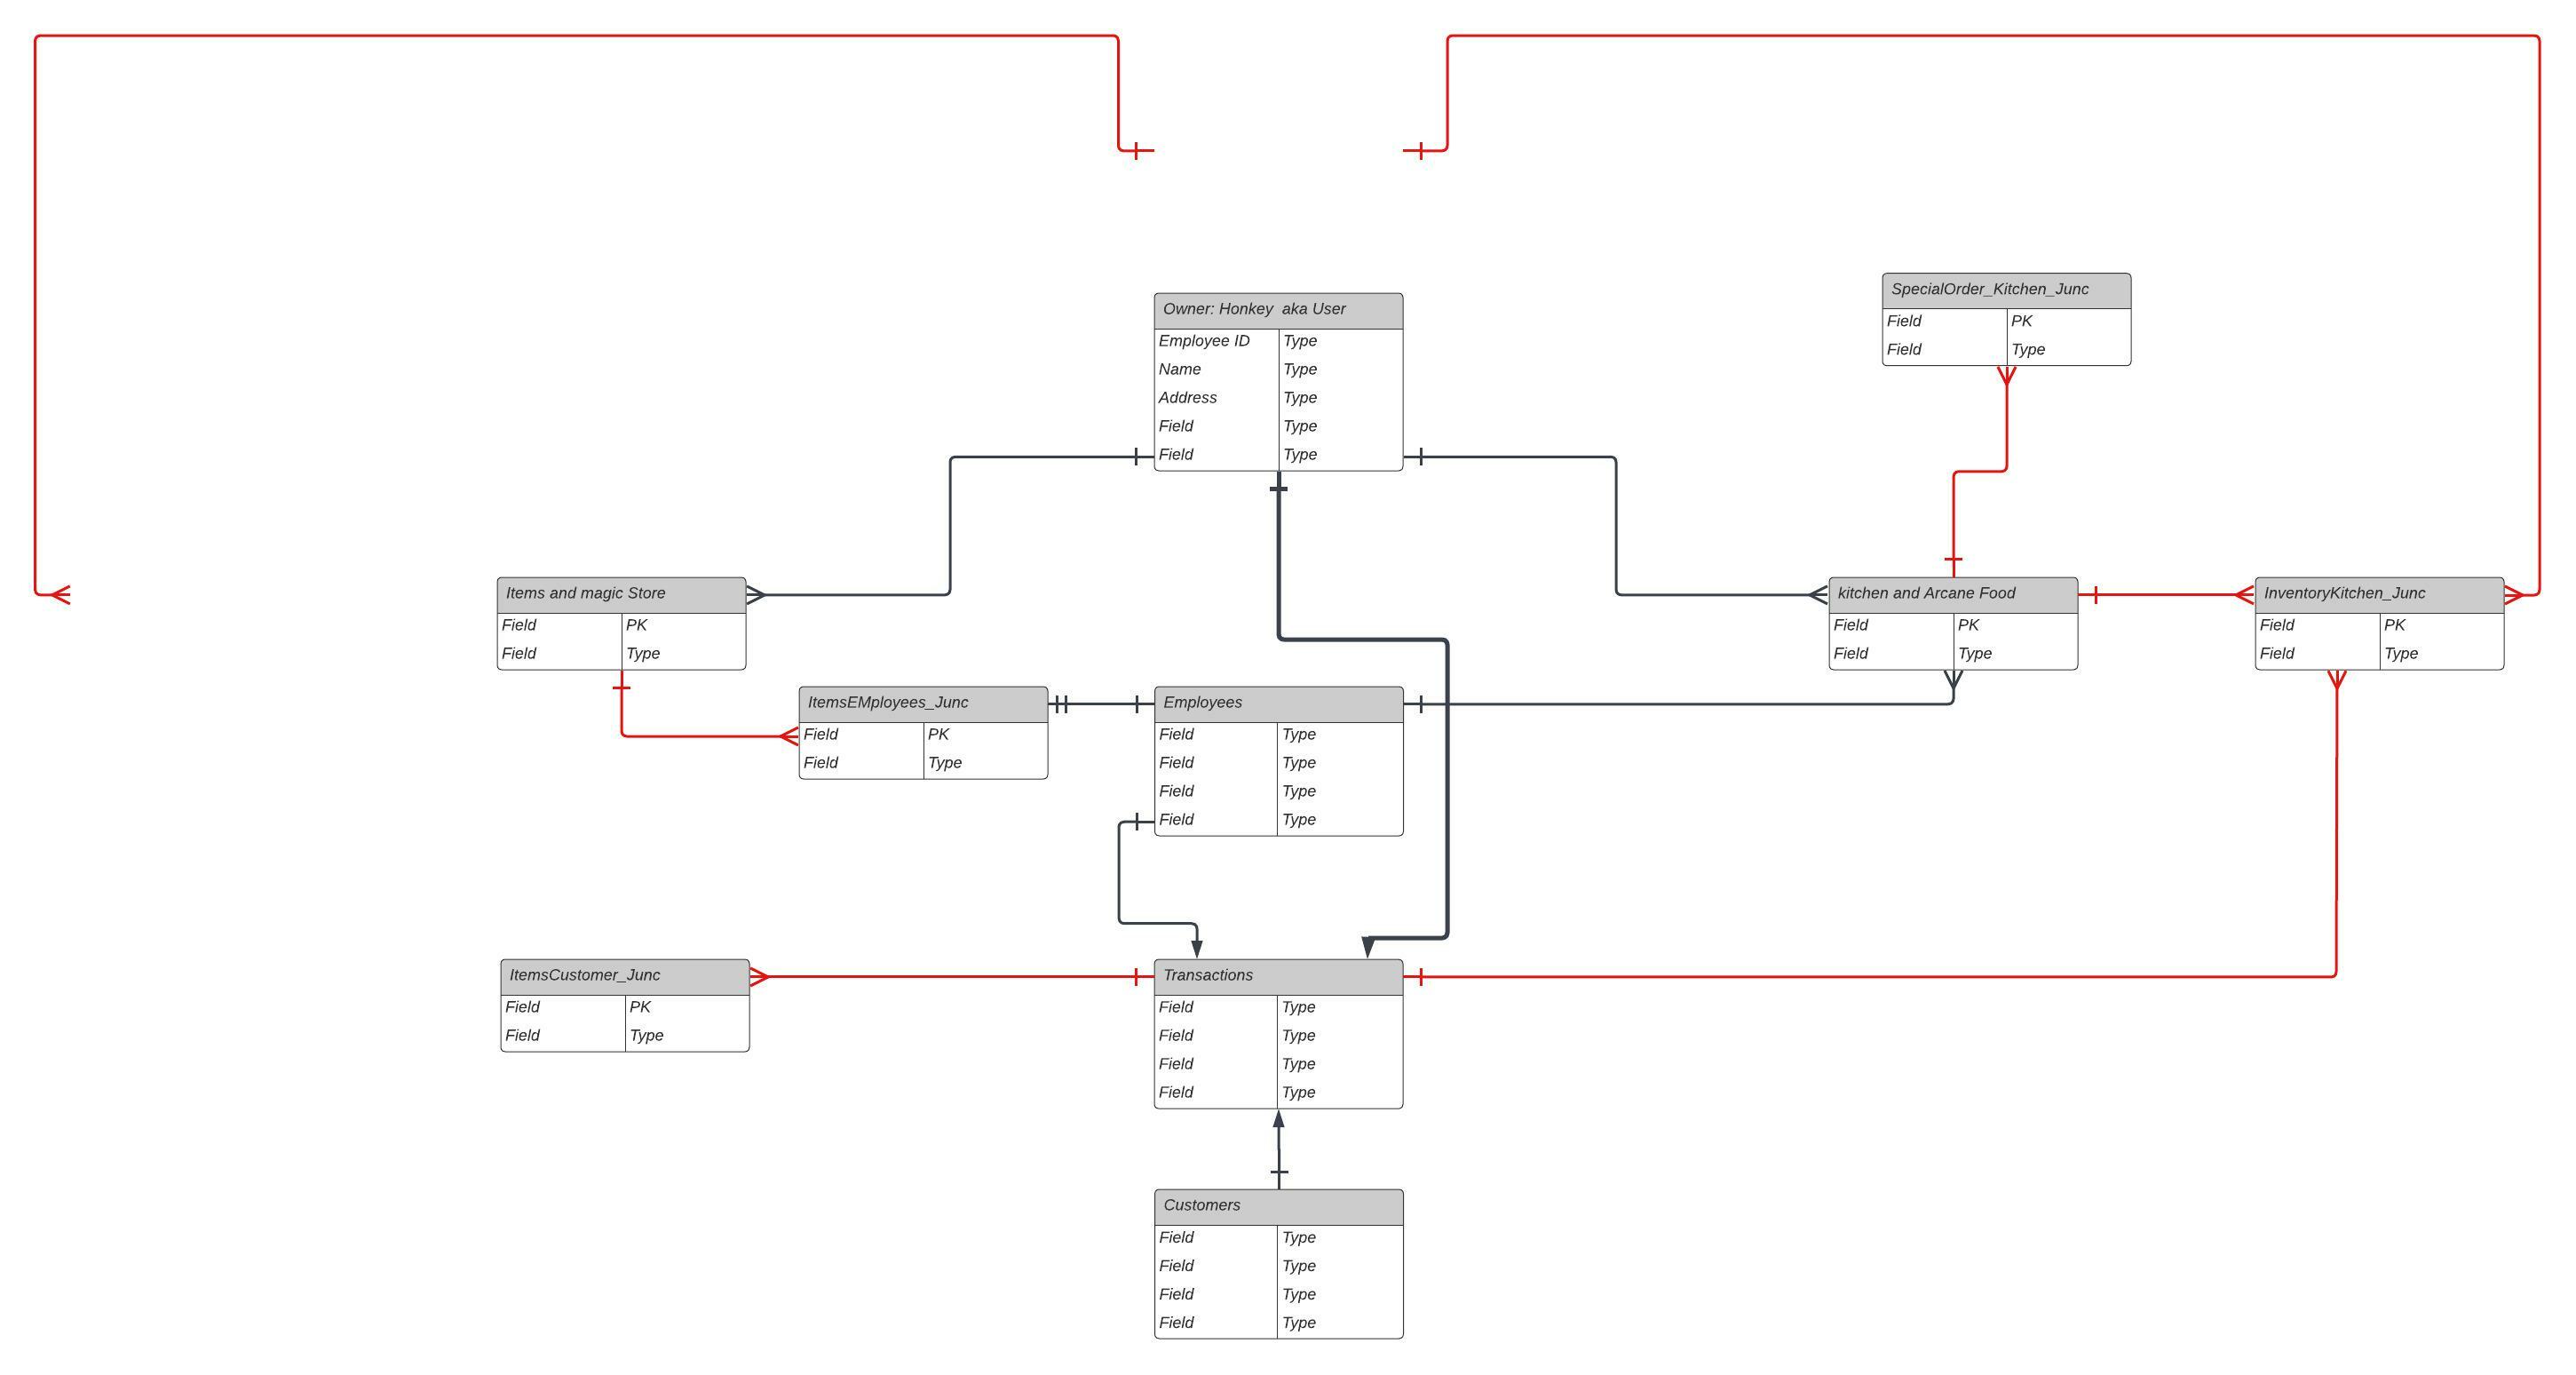 SpecialOrder_Kitchen_Junc
Field PK
Field Type
Owner: Honkey aka User
Employee ID Type
Name Type
Address Type
Field Type
Field Type
Items and magic Store
Field PK
Field Type
kitchen and Arcane Food
Field PK
Field Type
InventoryKitchen_Junc
Field PK
Field Type
ItemsEMployees_Junc
Field PK
Field Type
Employees
Field Type
Field Type
Field Type
Field Type
ItemsCustomer_Junc
Field PK
Field Type
Transactions
Field Type
Field Type
Field Type
Field Type
Customers
Field Type
Field Type
Field Type
Field Type